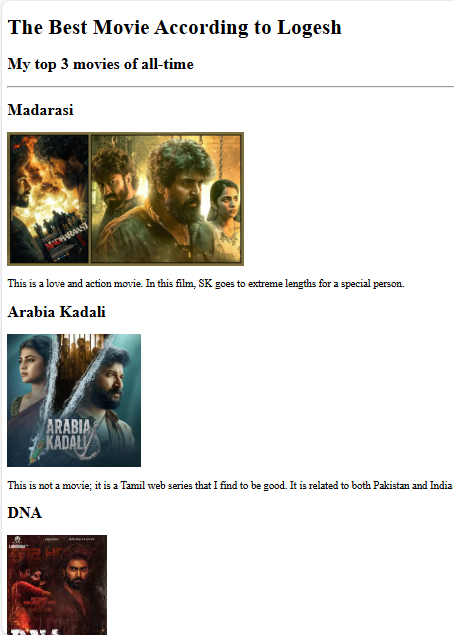 The Best Movie According to Logesh
My top 3 movies of all-time
Madarasi
MADHARAASI
This is a love and action movie. In this film, SK goes to extreme lengths for a special person.
Arabia Kadali
ARABIA
KADALI
This is not a movie; it is a Tamil web series that I find to be good. It is related to both Pakistan and India
DNA
DNA